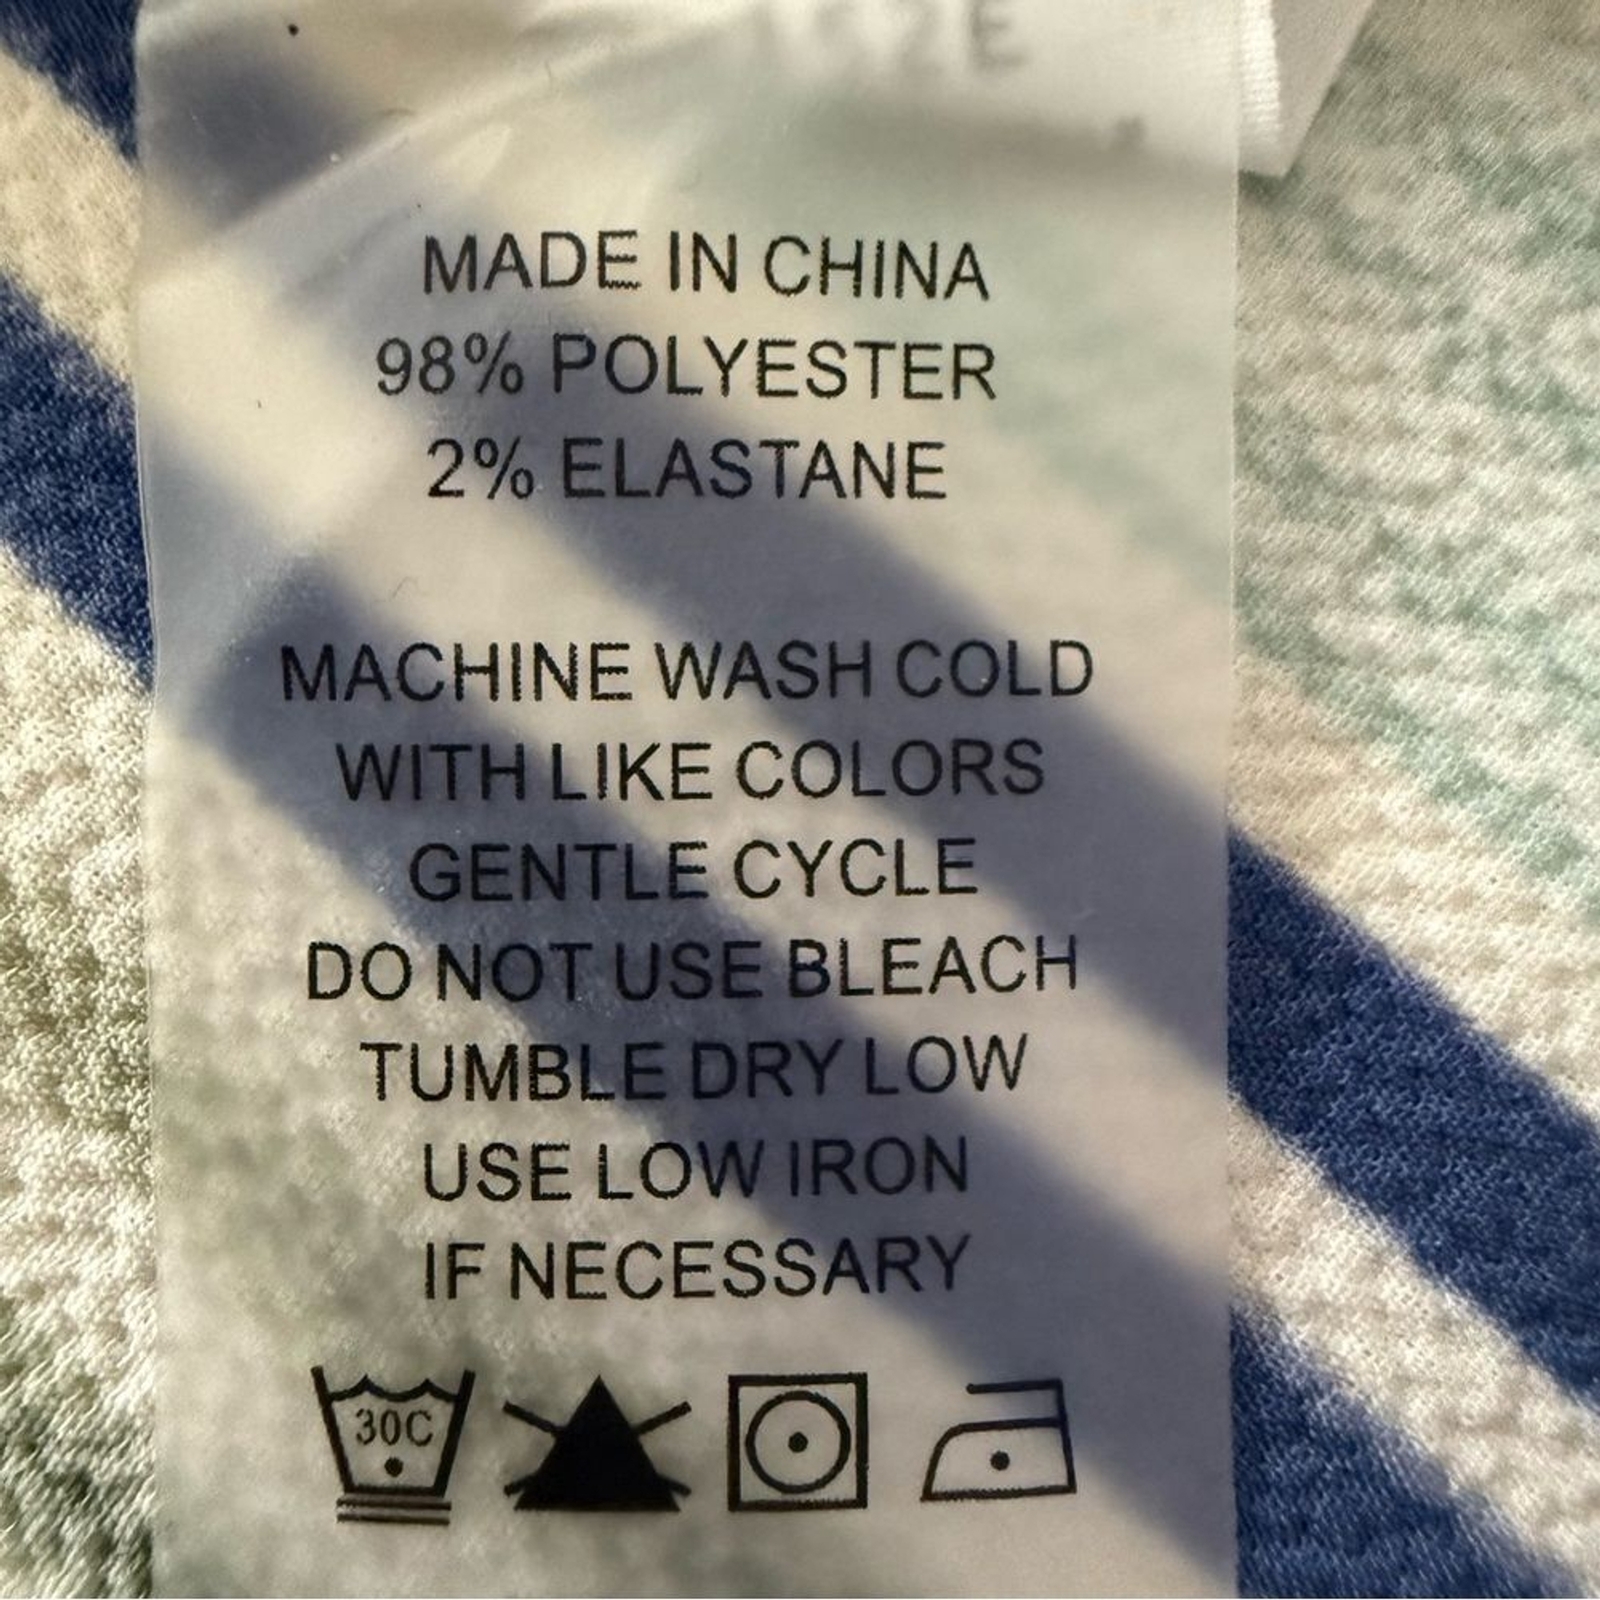 MADE IN CHINA
98% POLYESTER
2% ELASTANE
MACHINE WASH COLD
WITH LIKE COLORS
GENTLE CYCLE
DO NOT USE BLEACH
TUMBLE DRY LOW
USE LOW IRON
IF NECESSARY
30C